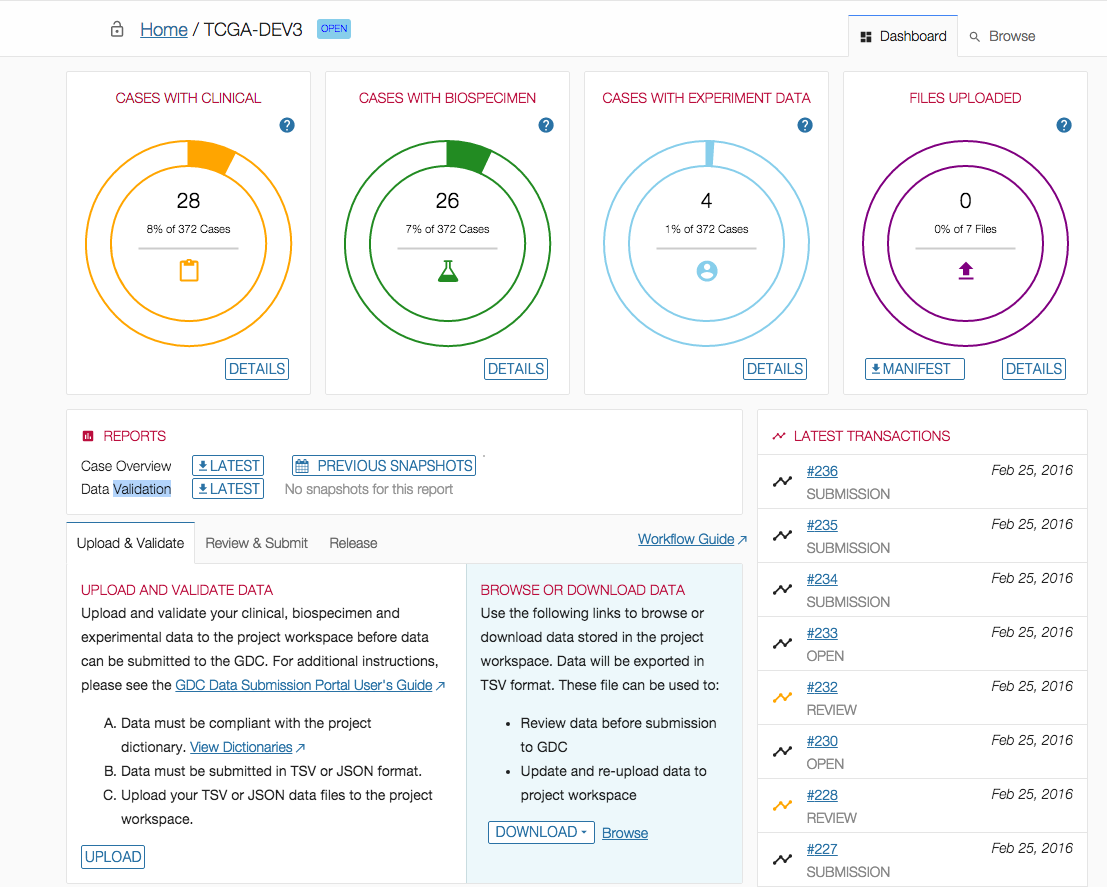 Home / TCGA-DEV3 OPEN
Dashboard
Browse
CASES WITH CLINICAL
?
28
8% of 372 Cases
DETAILS
CASES WITH BIOSPECIMEN
?
26
7% of 372 Cases
DETAILS
CASES WITH EXPERIMENT DATA
?
4
1% of 372 Cases
DETAILS
FILES UPLOADED
?
0
0% of 7 Files
MANIFEST
DETAILS
REPORTS
Case Overview LATEST PREVIOUS SNAPSHOTS
Data Validation LATEST No snapshots for this report
Upload & Validate Review & Submit Release Workflow Guide
UPLOAD AND VALIDATE DATA
Upload and validate your clinical, biospecimen and
experimental data to the project workspace before data
can be submitted to the GDC. For additional instructions,
please see the GDC Data Submission Portal User's Guide
A. Data must be compliant with the project
dictionary. View Dictionaries
B. Data must be submitted in TSV or JSON format.
C. Upload your TSV or JSON data files to the project
workspace.
UPLOAD
BROWSE OR DOWNLOAD DATA
Use the following links to browse or
download data stored in the project
workspace. Data will be exported in
TSV format. These file can be used to:
• Review data before submission
to GDC
• Update and re-upload data to
project workspace
DOWNLOAD Browse
LATEST TRANSACTIONS
#236 Feb 25, 2016
SUBMISSION
#235 Feb 25, 2016
SUBMISSION
#234 Feb 25, 2016
SUBMISSION
#233 Feb 25, 2016
OPEN
#232 Feb 25, 2016
REVIEW
#230 Feb 25, 2016
OPEN
#228 Feb 25, 2016
REVIEW
#227 Feb 25, 2016
SUBMISSION